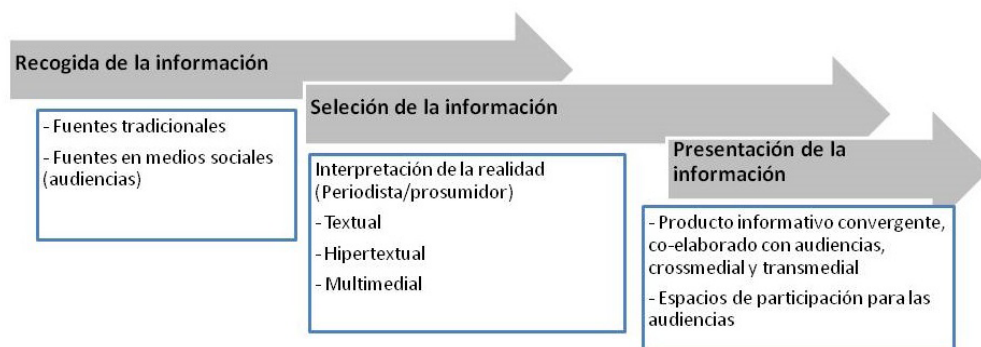 Recogida de la información
- Fuentes tradicionales
- Fuentes en medios sociales
(audiencias)
Seleción de la información
Interpretación de la realidad
(Periodista/prosumidor)
- Textual
- Hipertextual
- Multimedial
Presentación de la
información
- Producto informativo convergente,
co-elaborado con audiencias,
crossmedial y transmedial
- Espacios de participación para las
audiencias